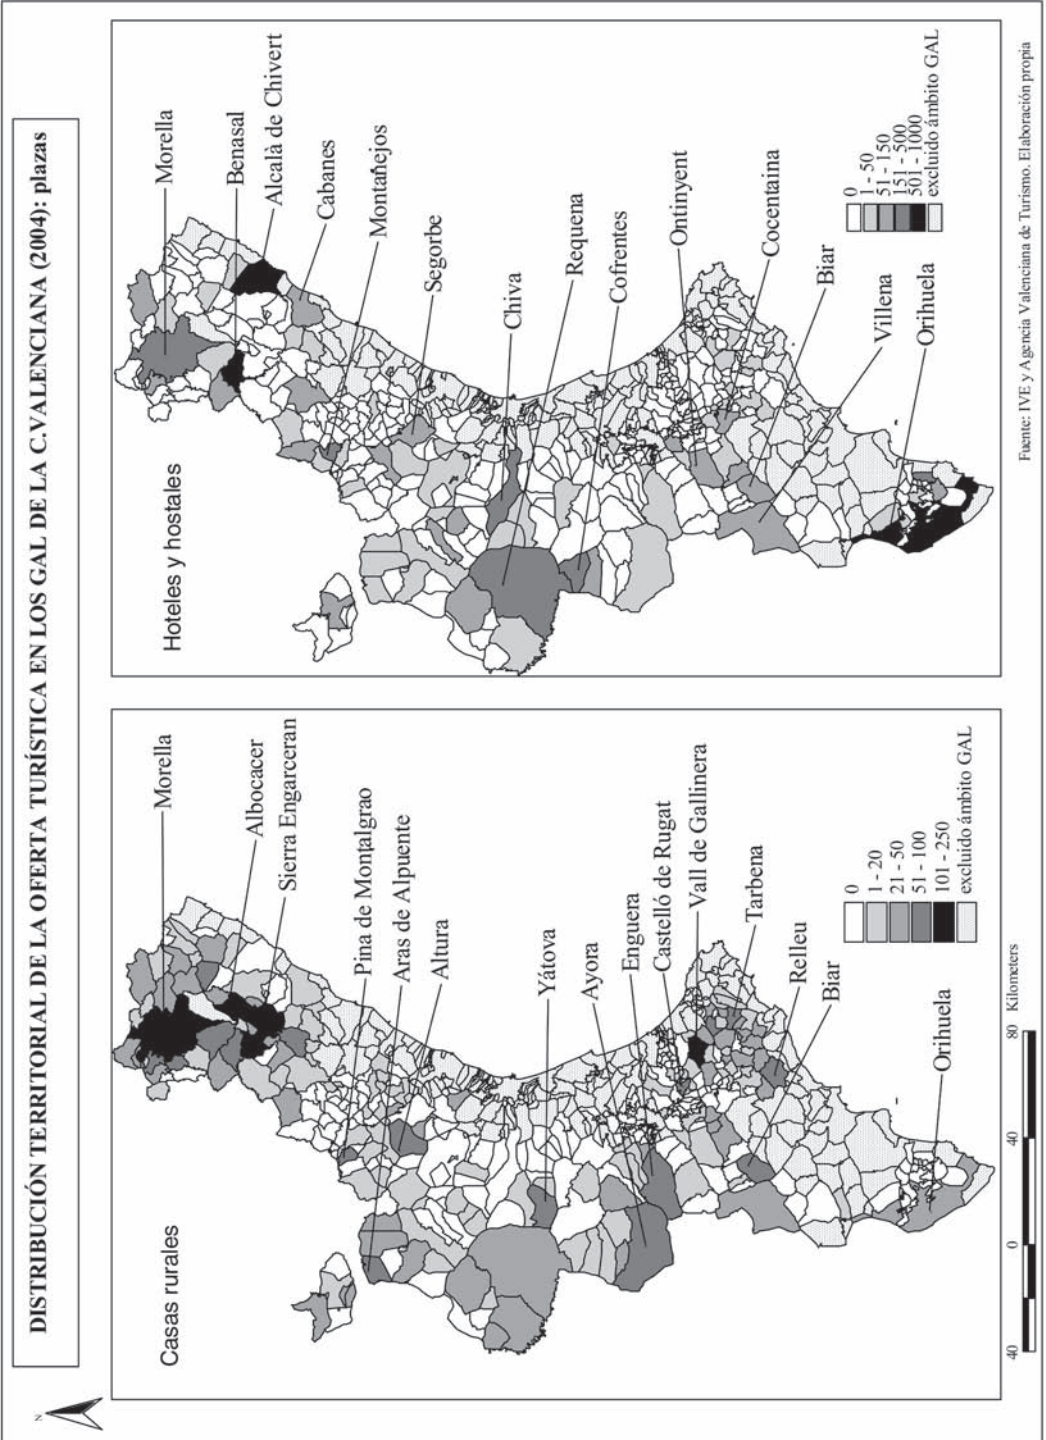 DISTRIBUCIÓN TERRITORIAL DE LA OFERTA TURÍSTICA EN LOS GAL DE LA C.VALENCIANA (2004): plazas
N
Casas rurales
Morella
Albocacer
Sierra Engarceran
Pina de Montalgrao
Aras de Alpuente
Altura
Yátova
Ayora
Enguera
Castelló de Rugat
Vall de Gallinera
Tarbena
Relleu
Biar
Orihuela
0
1 - 20
21 - 50
51 - 100
101 - 250
excluido ámbito GAL
Hoteles y hostales
Morella
Benasal
Alcalà de Chivert
Cabanes
Montañejos
Segorbe
Chiva
Requena
Cofrentes
Ontinyent
Cocentaina
Biar
Villena
Orihuela
0
1 - 50
51 - 150
151 - 500
501 - 1000
excluido ámbito GAL
40 0 40 80 Kilometers
Fuente: IVE y Agencia Valenciana de Turismo. Elaboración propia